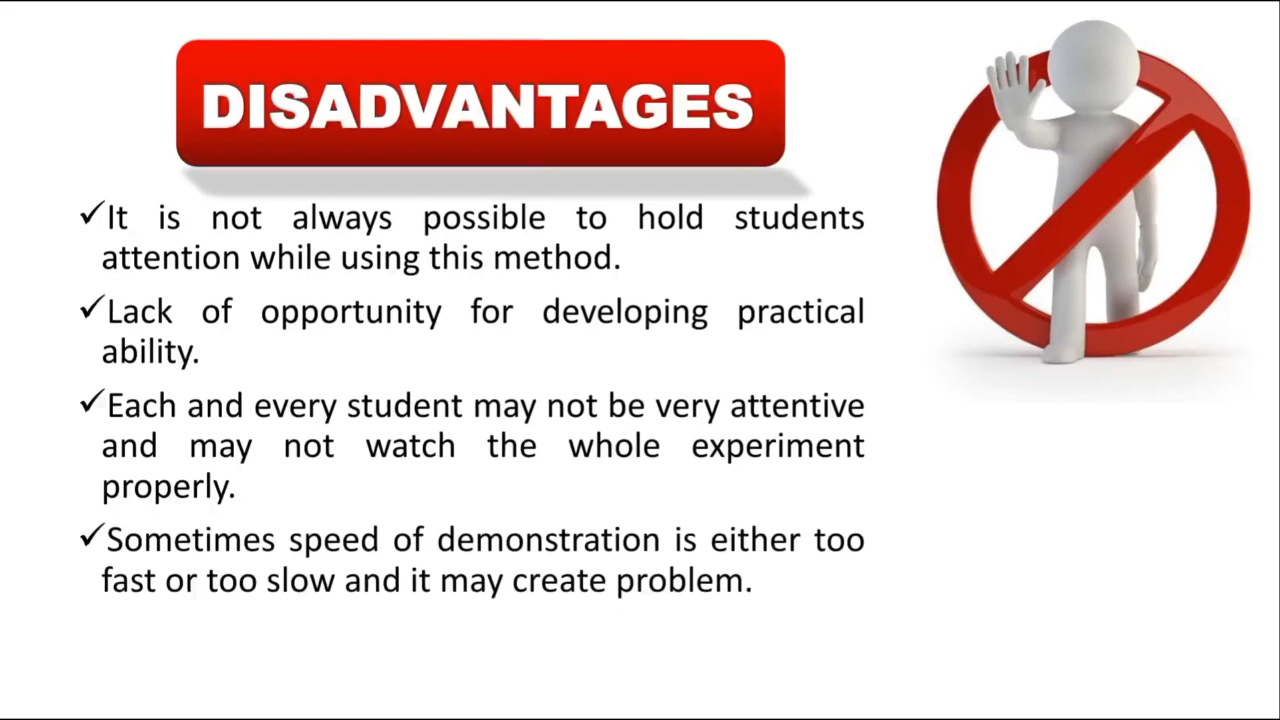 DISADVANTAGES
✓It is not always possible to hold students
attention while using this method.
✓Lack of opportunity for developing practical
ability.
✓Each and every student may not be very attentive
and may not watch the whole experiment
properly.
✓Sometimes speed of demonstration is either too
fast or too slow and it may create problem.